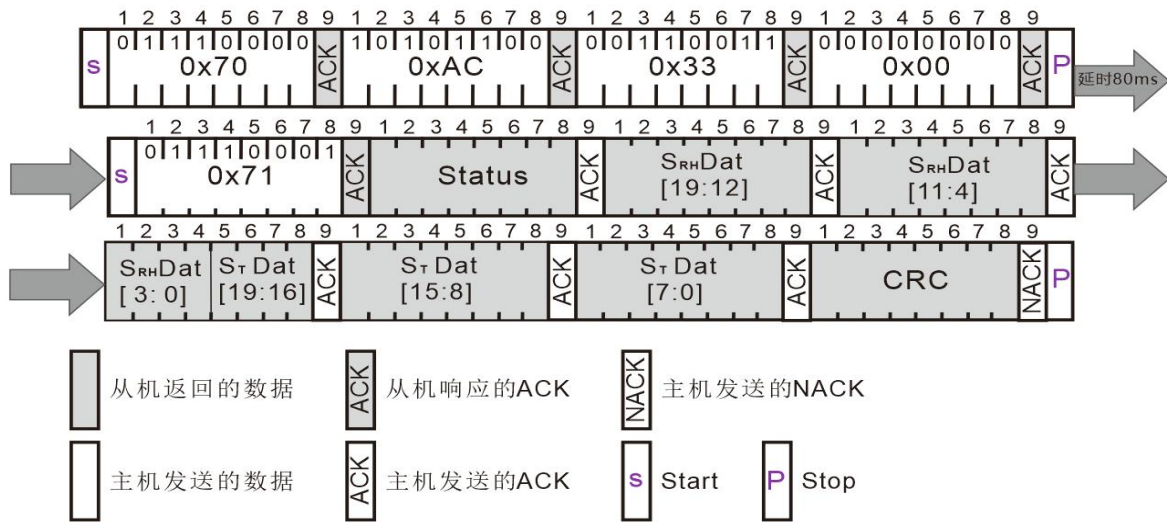 1 2 3 4 5 6 7 8 9 1 2 3 4 5 6 7 8 9 1 2 3 4 5 6 7 8 9 1 2 3 4 5 6 7 8 9
0 1 1 1 0 0 0 0 1 0 1 0 1 1 0 0 0 0 1 1 0 0 1 1 0 0 0 0 0 0 0 0
S 0x70 ACK 0xAC ACK 0x33 ACK 0x00 ACK P 延时80ms
1 2 3 4 5 6 7 8 9 1 2 3 4 5 6 7 8 9 1 2 3 4 5 6 7 8 9 1 2 3 4 5 6 7 8 9
0 1 1 1 0 0 0 1
S 0x71 ACK Status ACK SRHDat ACK SRHDat ACK
[19:12] [11:4]
1 2 3 4 5 6 7 8 9 1 2 3 4 5 6 7 8 9 1 2 3 4 5 6 7 8 9 1 2 3 4 5 6 7 8 9
SRHDat ST Dat ACK ST Dat ACK ST Dat ACK CRC NACK P
[ 3: 0] [19:16] [15:8] [7:0]
从机返回的数据 ACK 从机响应的ACK NACK 主机发送的NACK
主机发送的数据 ACK 主机发送的ACK S Start P Stop